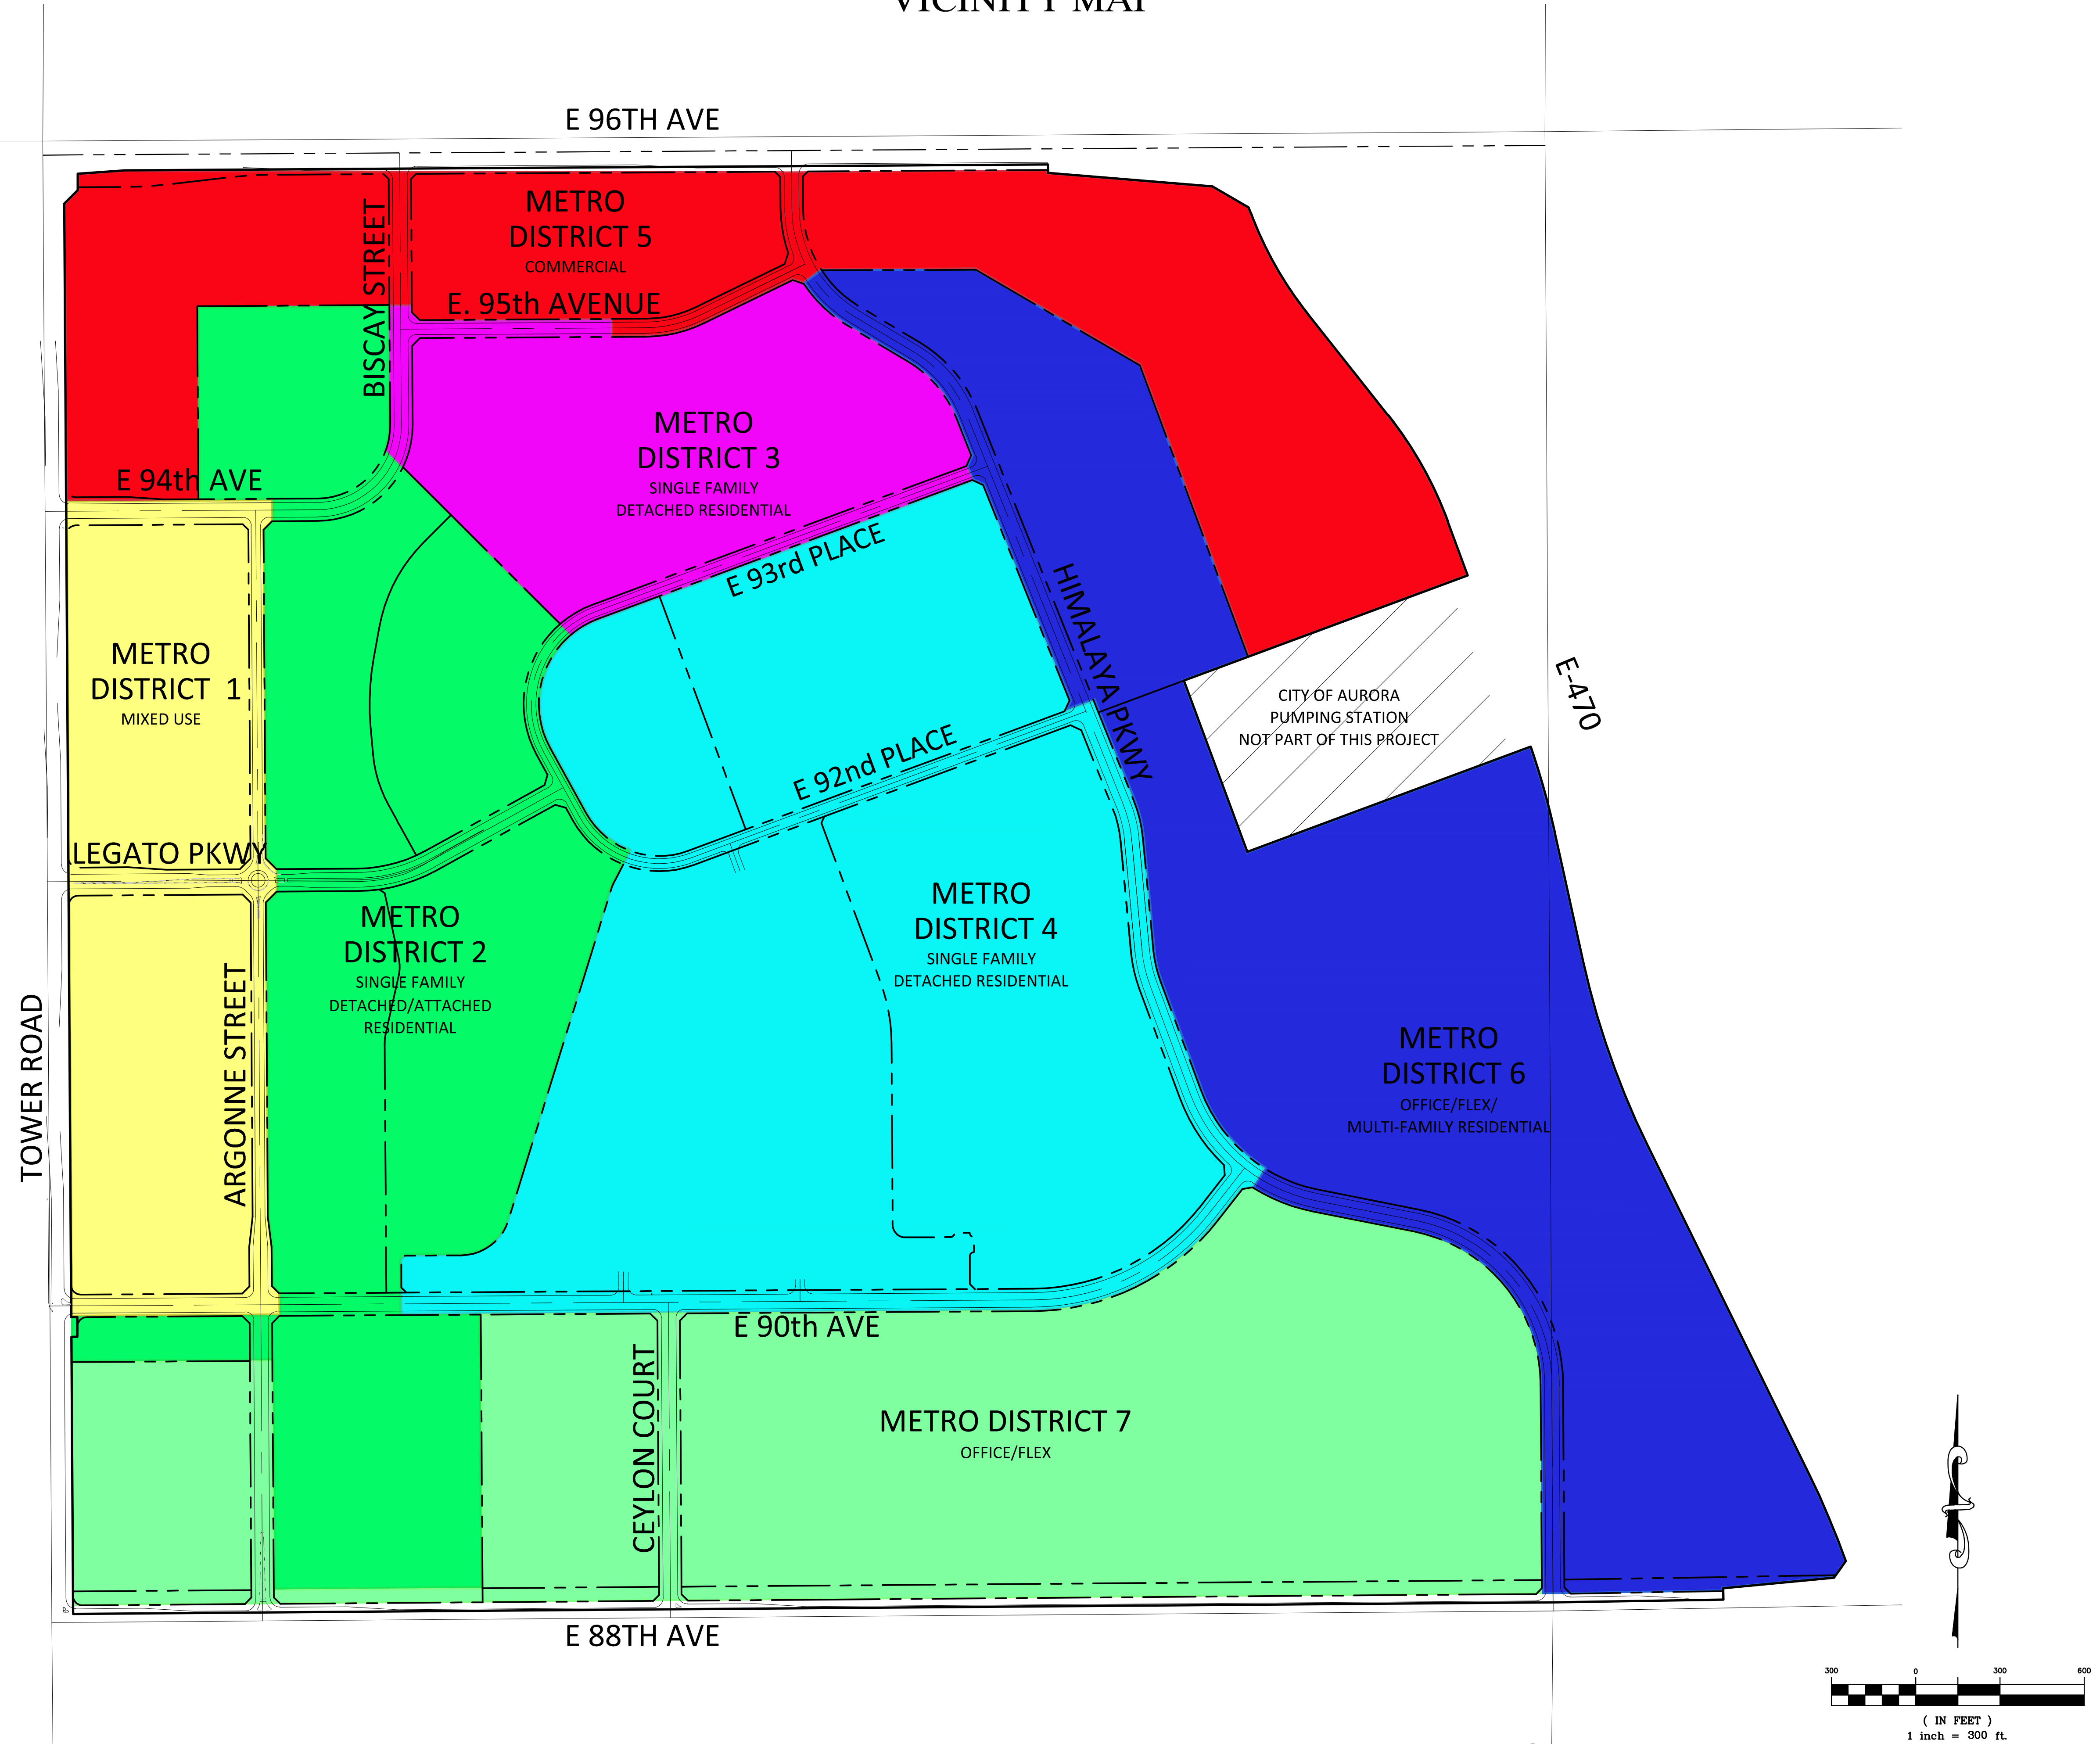 VICINITY MAP
E 96TH AVE
METRO
DISTRICT 5
COMMERCIAL
BISCAY STREET
E. 95th AVENUE
METRO
DISTRICT 3
SINGLE FAMILY
DETACHED RESIDENTIAL
E 94th AVE
E 93rd PLACE
HIMALAYA PKWY
METRO
DISTRICT 1
MIXED USE
CITY OF AURORA
PUMPING STATION
NOT PART OF THIS PROJECT
E-470
E 92nd PLACE
LEGATO PKWY
METRO
DISTRICT 4
SINGLE FAMILY
DETACHED RESIDENTIAL
METRO
DISTRICT 2
SINGLE FAMILY
DETACHED/ATTACHED
RESIDENTIAL
TOWER ROAD
ARGONNE STREET
METRO
DISTRICT 6
OFFICE/FLEX/
MULTI-FAMILY RESIDENTIAL
E 90th AVE
CEYLON COURT
METRO DISTRICT 7
OFFICE/FLEX
E 88TH AVE
300 0 300 600
( IN FEET )
1 inch = 300 ft.